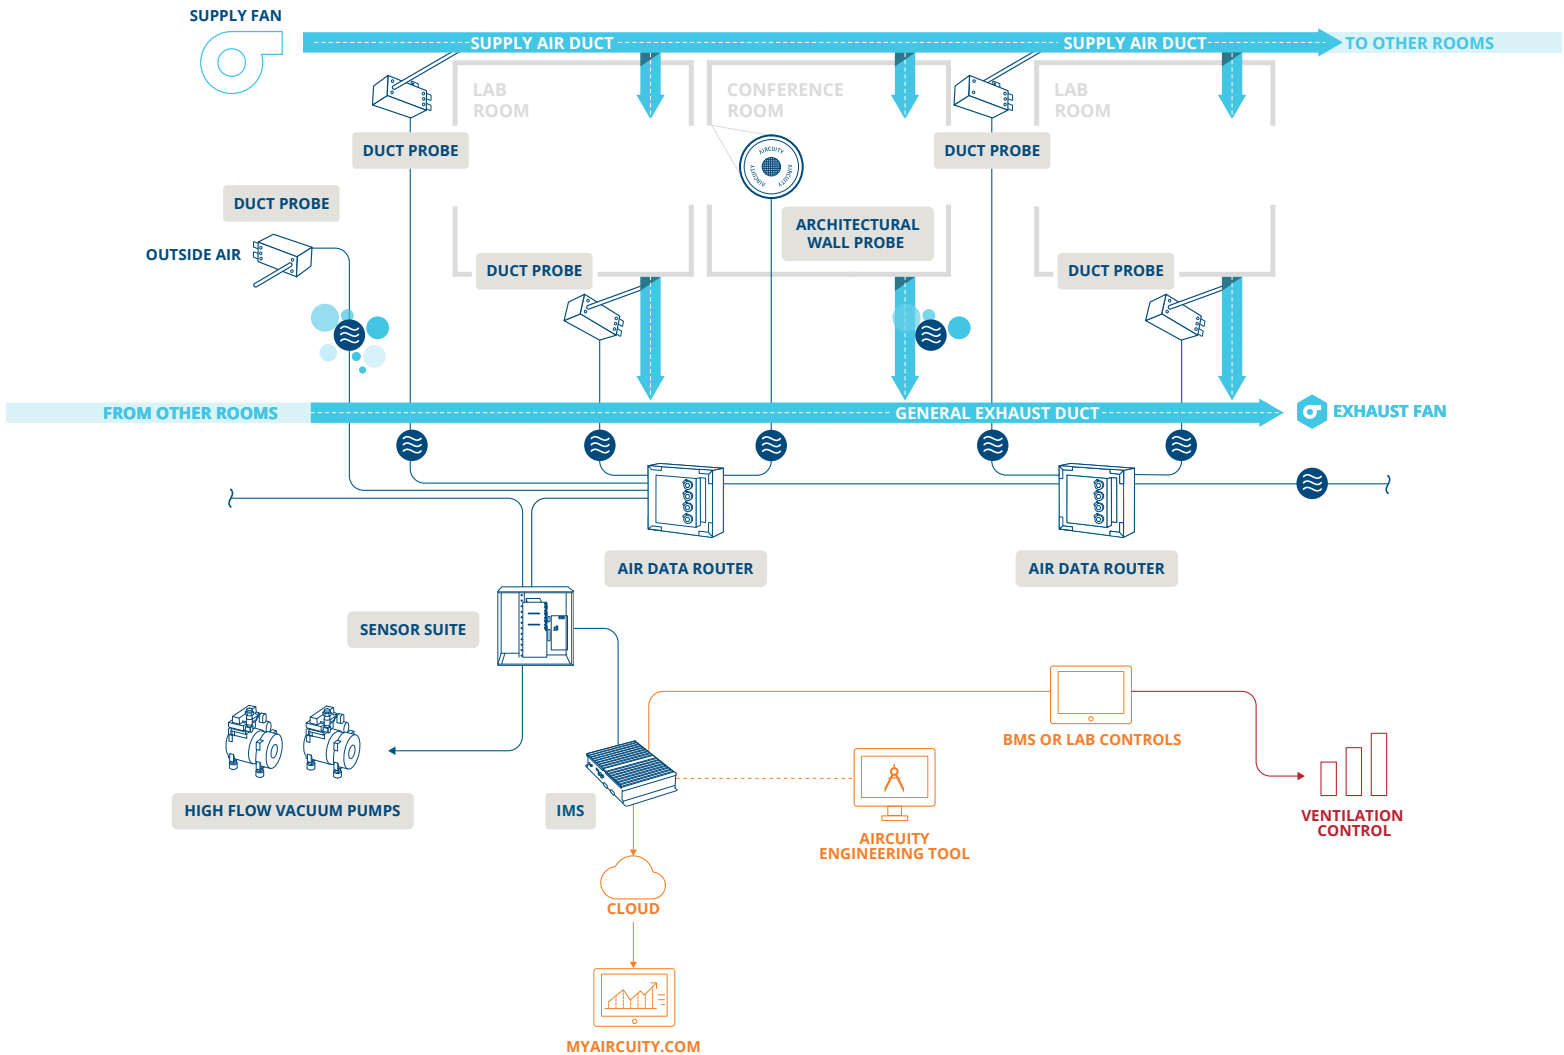 SUPPLY FAN
SUPPLY AIR DUCT
SUPPLY AIR DUCT
TO OTHER ROOMS
LAB
ROOM
CONFERENCE
ROOM
LAB
ROOM
DUCT PROBE
AIRCUITY
AIRCUITY
AIRCUITY
DUCT PROBE
DUCT PROBE
ARCHITECTURAL
WALL PROBE
OUTSIDE AIR
DUCT PROBE
DUCT PROBE
FROM OTHER ROOMS
GENERAL EXHAUST DUCT
EXHAUST FAN
AIR DATA ROUTER
AIR DATA ROUTER
SENSOR SUITE
BMS OR LAB CONTROLS
HIGH FLOW VACUUM PUMPS
IMS
VENTILATION
CONTROL
AIRCUITY
ENGINEERING TOOL
CLOUD
MYAIRCUITY.COM